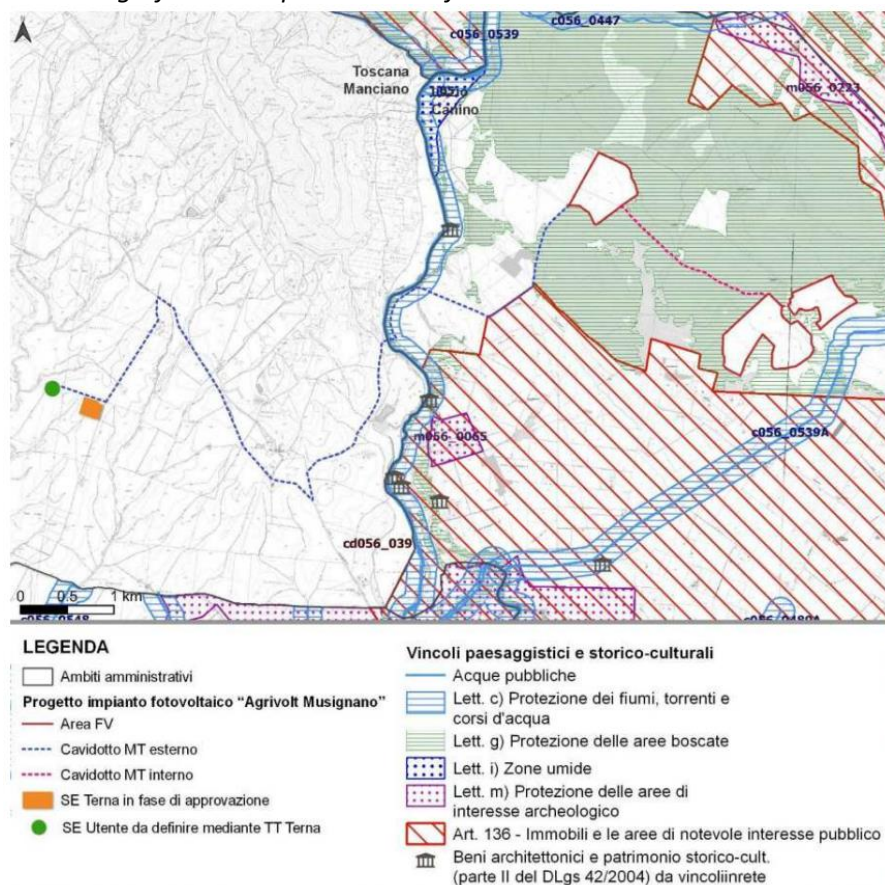 c056_0539
c056_0447
Toscana
Manciano
Canino
m056_0223
m056_0065
c056_0539A
cd056_039
0 0.5 1 km
c056_0548
c056_0489A
LEGENDA
Ambiti amministrativi
Progetto impianto fotovoltaico “Agrivolt Musignano”
Area FV
Cavidotto MT esterno
Cavidotto MT interno
SE Terna in fase di approvazione
SE Utente da definire mediante TT Terna
Vincoli paesaggistici e storico-culturali
Acque pubbliche
Lett. c) Protezione dei fiumi, torrenti e
corsi d'acqua
Lett. g) Protezione delle aree boscate
Lett. i) Zone umide
Lett. m) Protezione delle aree di
interesse archeologico
Art. 136 - Immobili e le aree di notevole interesse pubblico
Beni architettonici e patrimonio storico-cult.
(parte II del DLgs 42/2004) da vincoliinrete